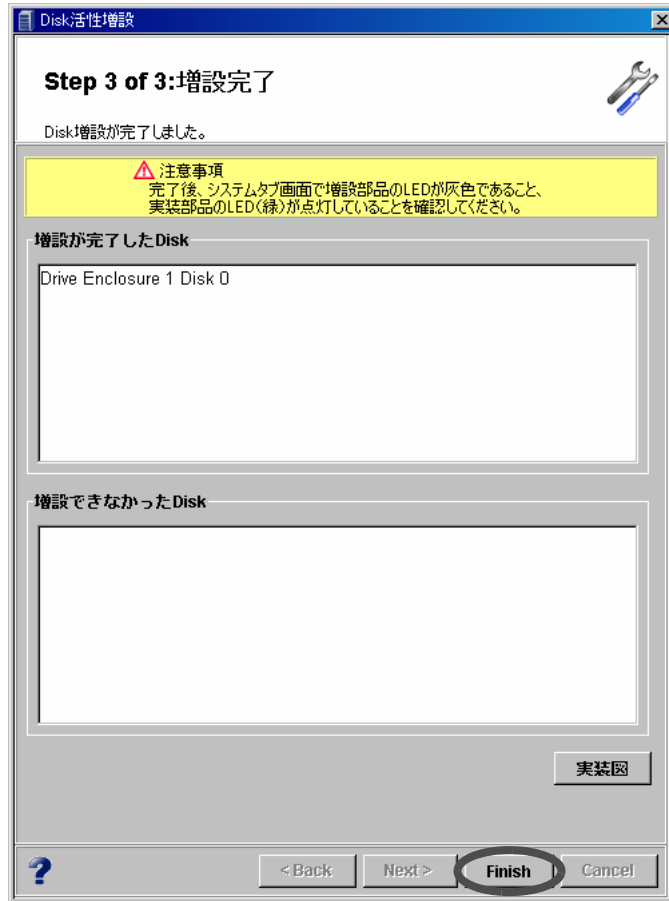 Disk活性増設
Step 3 of 3:増設完了
Disk増設が完了しました。
注意事項
完了後、システムタブ画面で増設部品のLEDが灰色であること、
実装部品のLED(緑)が点灯していることを確認してください。
増設が完了したDisk
Drive Enclosure 1 Disk 0
増設できなかったDisk
実装図
? < Back Next > Finish Cancel